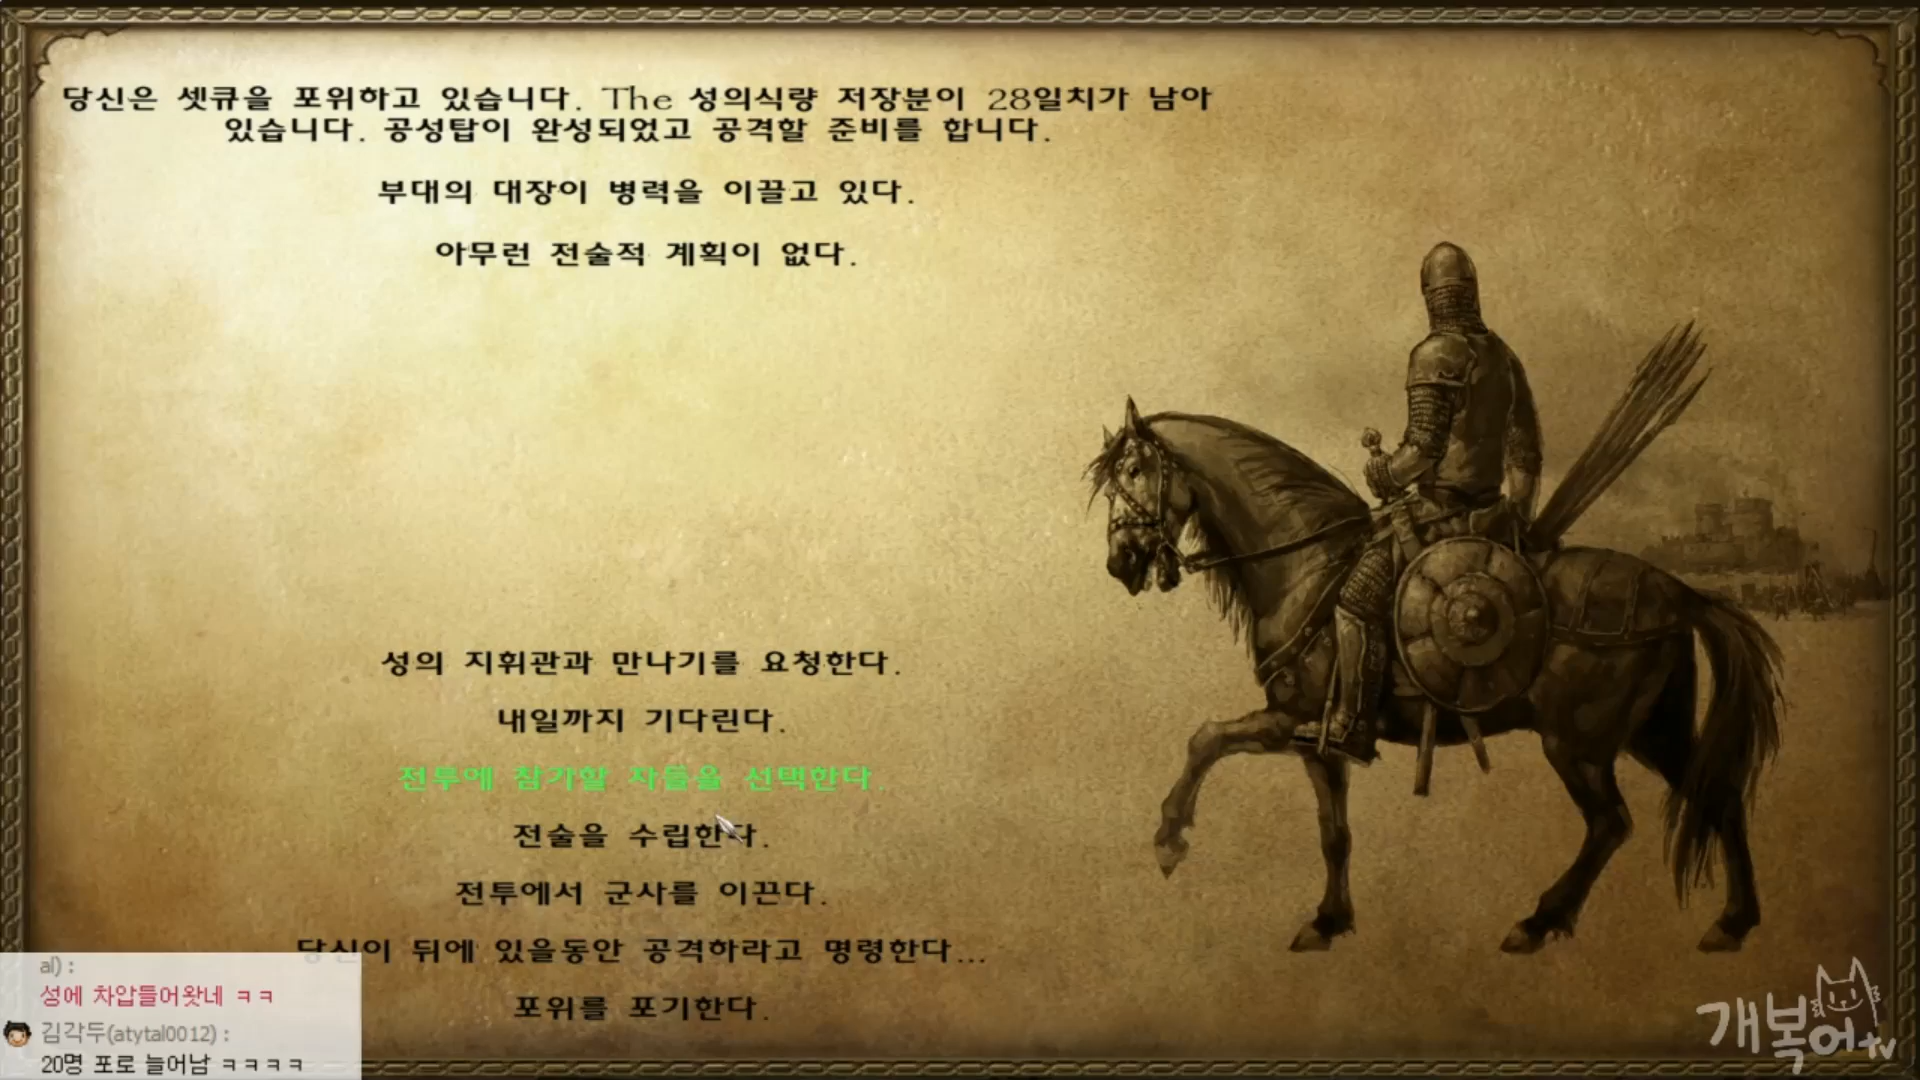 당신은 셋큐을 포위하고 있습니다. The 성의식량 저장분이 28일치가 남아
있습니다. 공성탑이 완성되었고 공격할 준비를 합니다.
부대의 대장이 병력을 이끌고 있다.
아무런 전술적 계획이 없다.
성의 지휘관과 만나기를 요청한다.
내일까지 기다린다.
전투에 참가할 자들을 선택한다.
전술을 수립한다.
전투에서 군사를 이끈다.
당신이 뒤에 있을동안 공격하라고 명령한다...
포위를 포기한다.
al) :
성에 차압들어왓네 ㅋㅋ
김각두(atytal0012) :
20명 포로 늘어남 ㅋㅋㅋㅋ
개복어tv